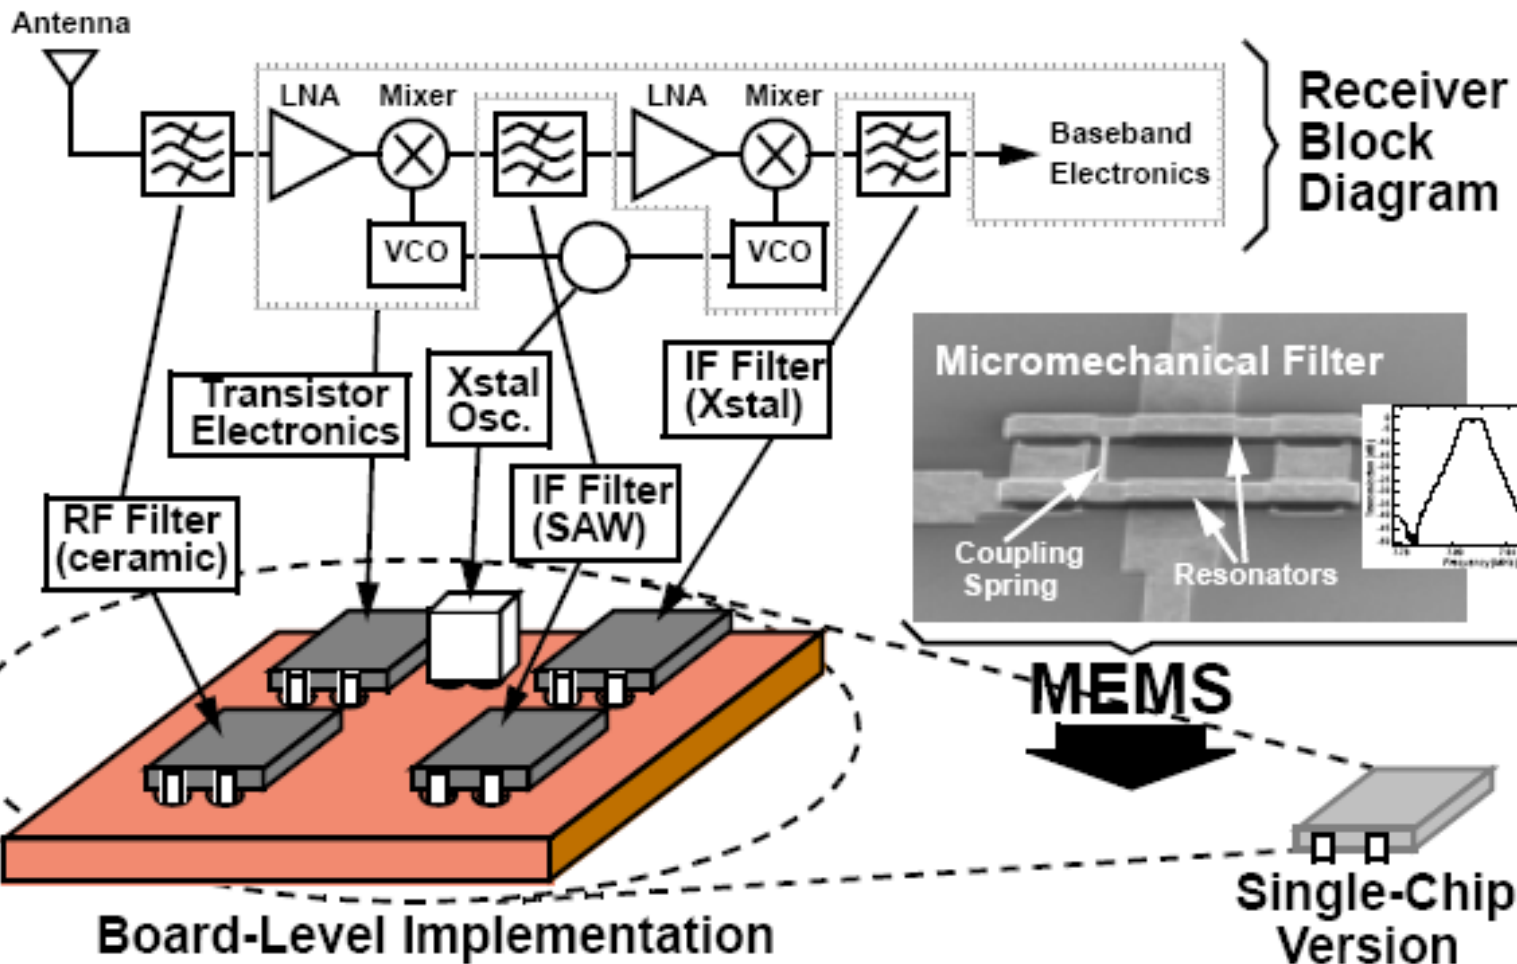 Antenna
LNA
Mixer
LNA
Mixer
Baseband
Electronics
Receiver
Block
Diagram
VCO
VCO
Transistor
Electronics
Xstal
Osc.
IF Filter
(Xstal)
RF Filter
(ceramic)
IF Filter
(SAW)
Micromechanical Filter
Coupling
Spring
Resonators
MEMS
Board-Level Implementation
Single-Chip
Version